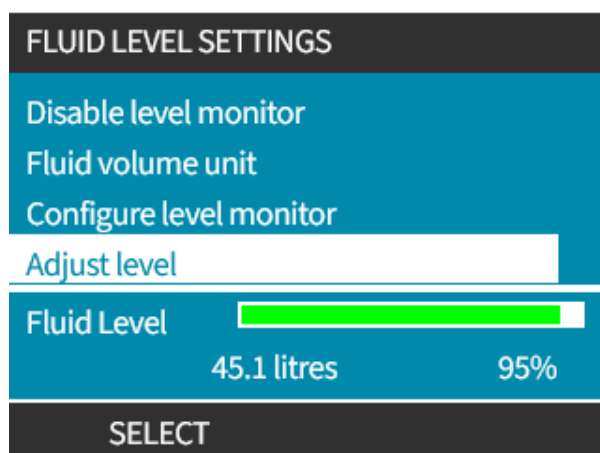 FLUID LEVEL SETTINGS
Disable level monitor
Fluid volume unit
Configure level monitor
Adjust level
Fluid Level
45.1 litres 95%
SELECT